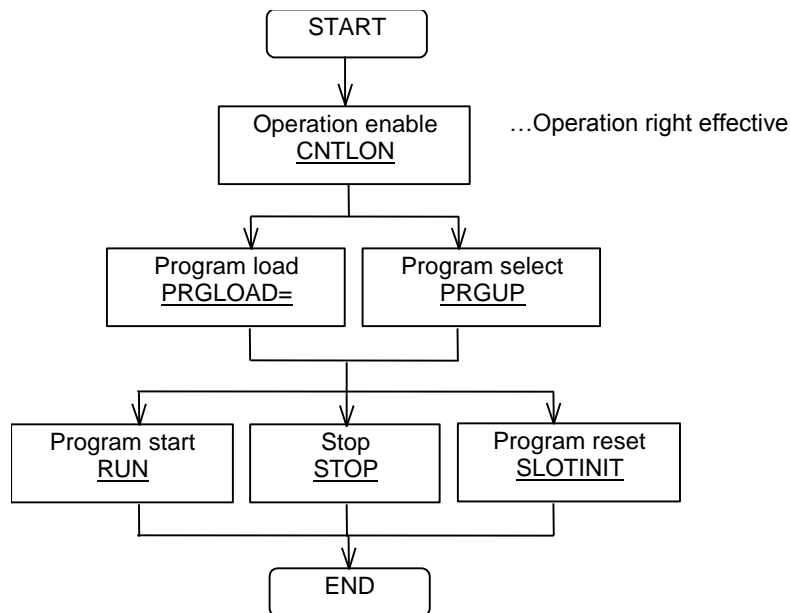 START
Operation enable
CNTLON
…Operation right effective
Program load
PRGLOAD=
Program select
PRGUP
Program start
RUN
Stop
STOP
Program reset
SLOTINIT
END